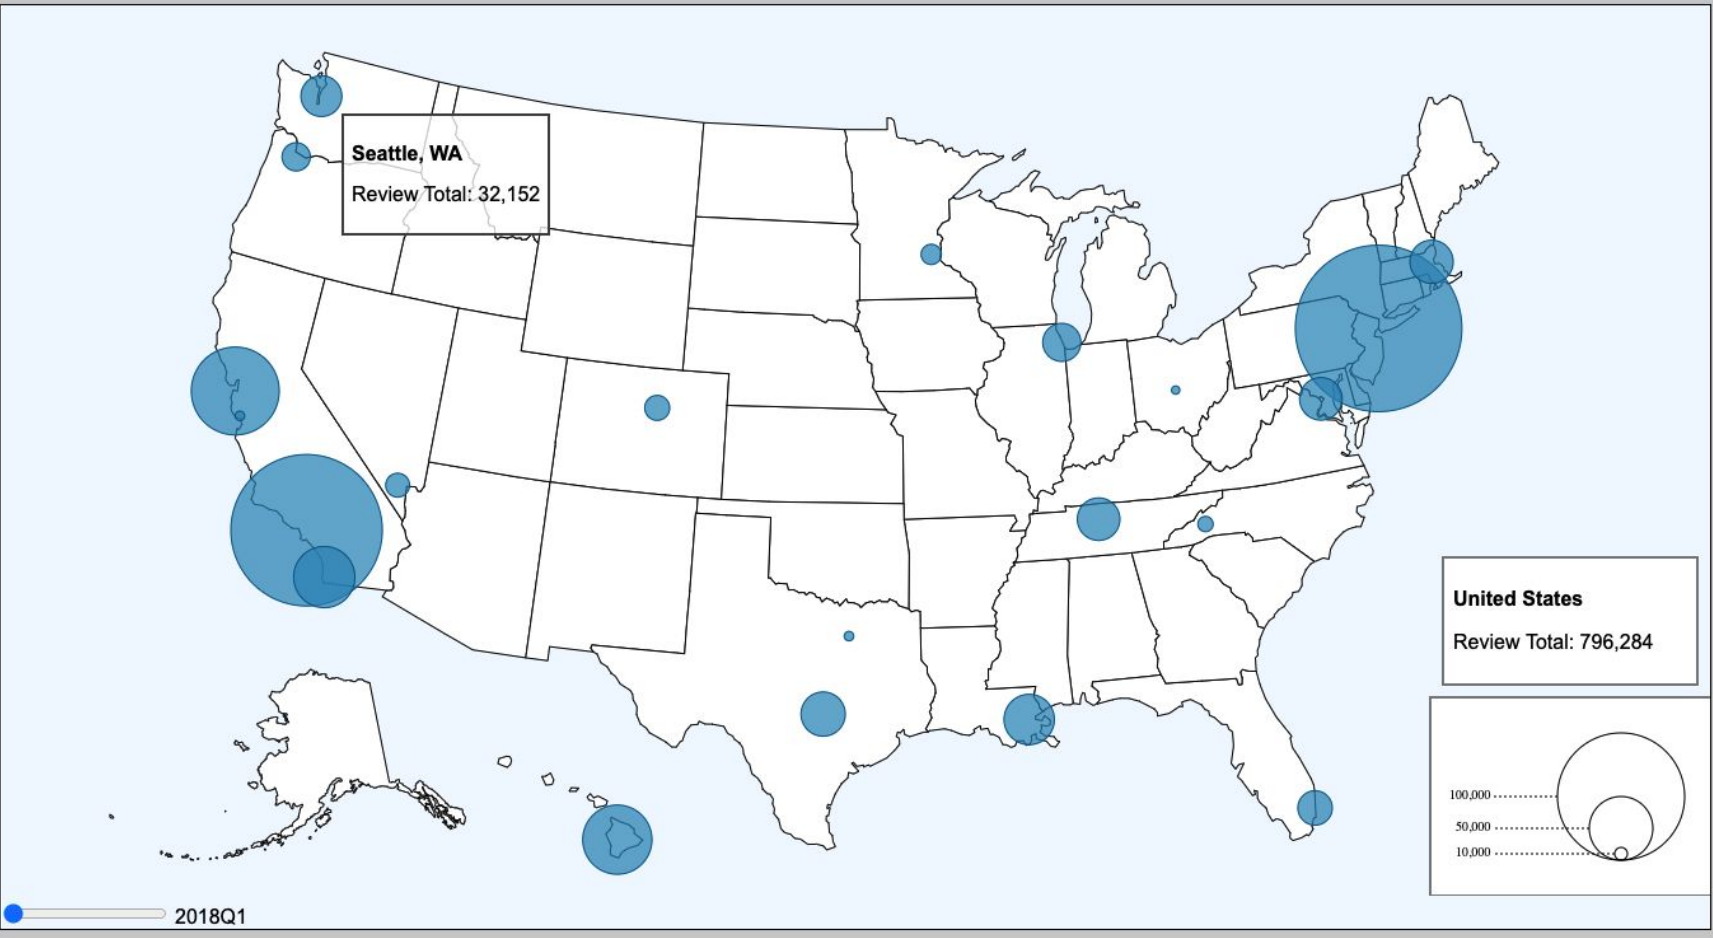 Seattle, WA
Review Total: 32,152
United States
Review Total: 796,284
100,000
50,000
10,000
2018Q1